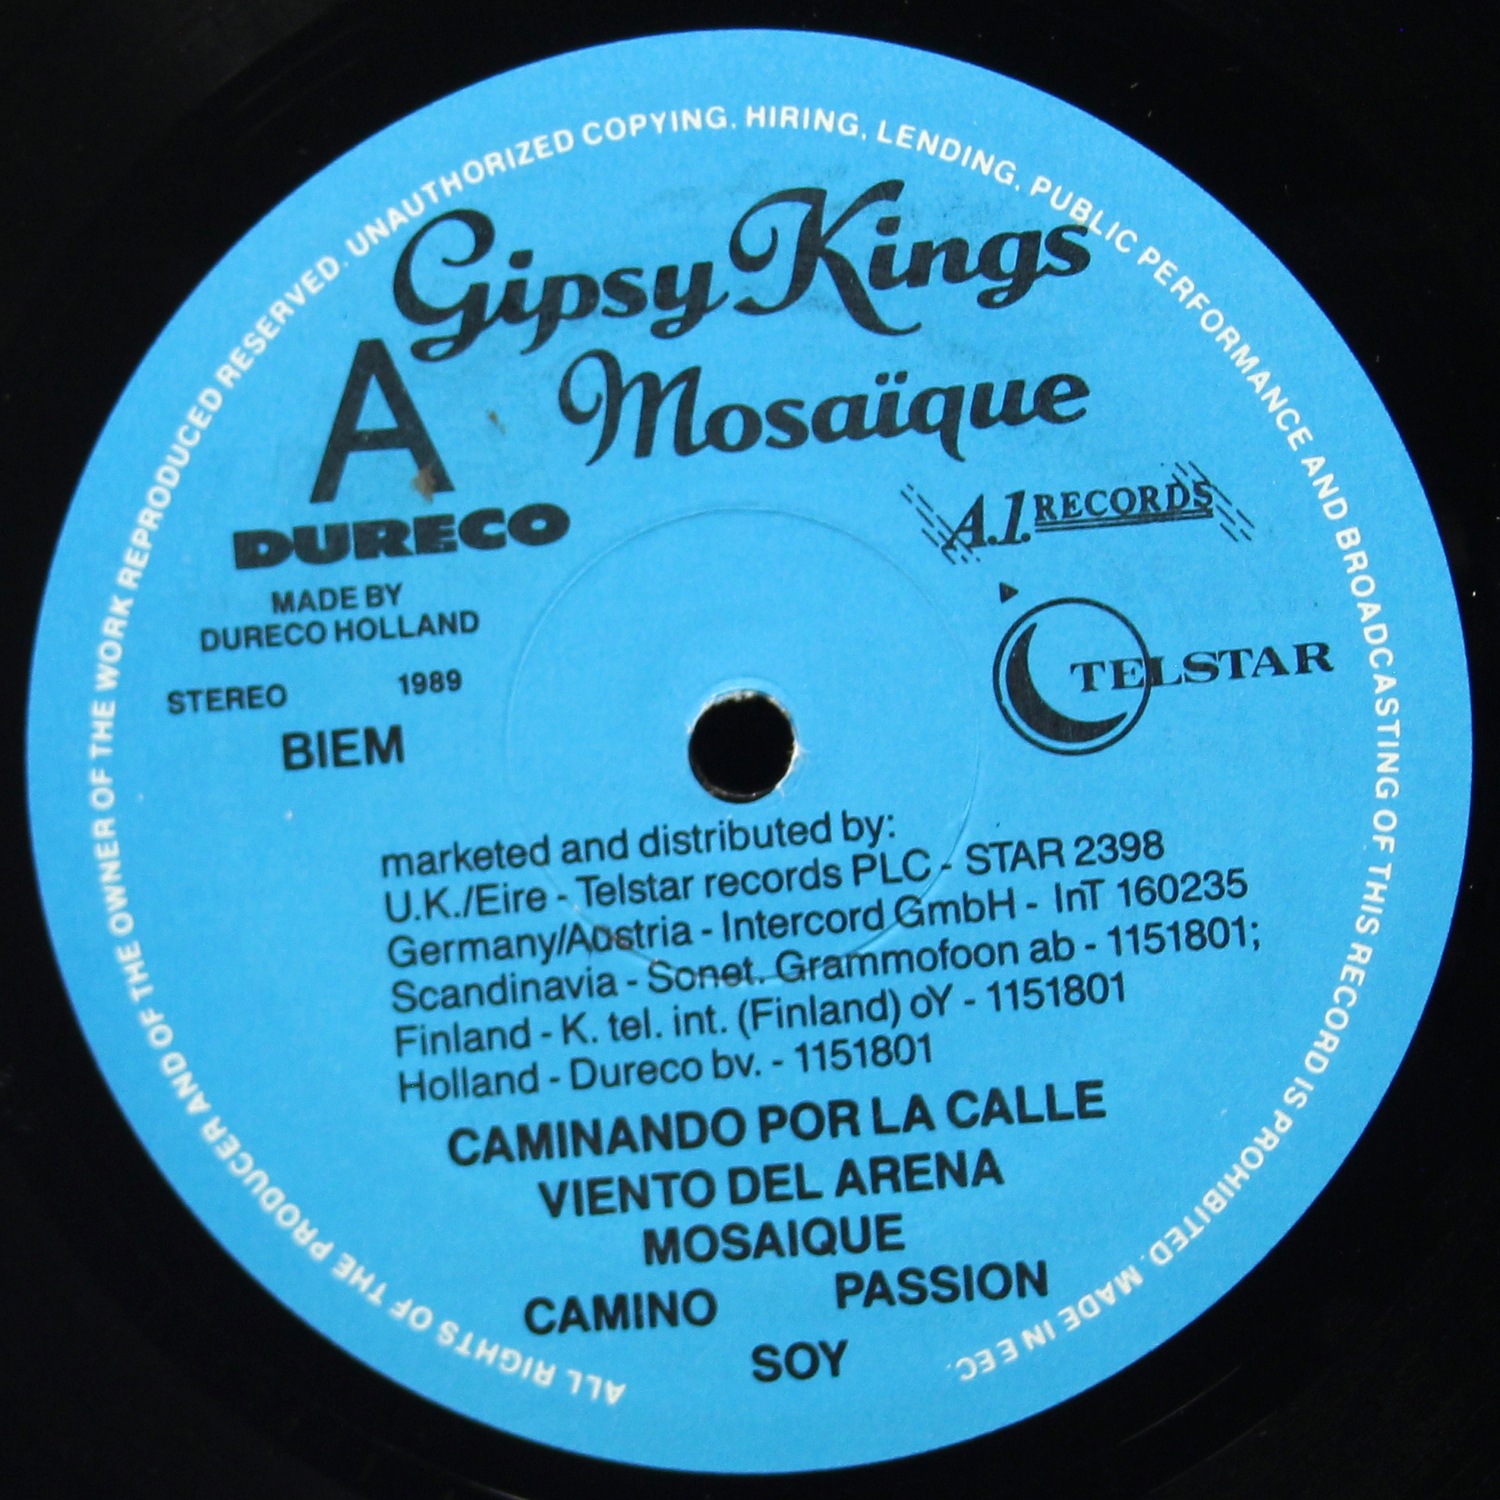 ALL RIGHTS OF THE PRODUCER AND OF THE OWNER OF THE WORK REPRODUCED RESERVED. UNAUTHORIZED COPYING. HIRING. LENDING. PUBLIC PERFORMANCE AND BROADCASTING OF THIS RECORD IS PROHIBITED. MADE IN EEC.
Gipsy Kings
A
Mosaïque
DURECO
A.1. RECORDS
MADE BY
DURECO HOLLAND
TELSTAR
STEREO 1989
BIEM
marketed and distributed by:
U.K./Eire - Telstar records PLC - STAR 2398
Germany/Austria - Intercord GmbH - InT 160235
Scandinavia - Sonet. Grammofoon ab - 1151801;
Finland - K. tel. int. (Finland) oY - 1151801
Holland - Dureco bv. - 1151801
CAMINANDO POR LA CALLE
VIENTO DEL ARENA
MOSAIQUE
CAMINO PASSION
SOY